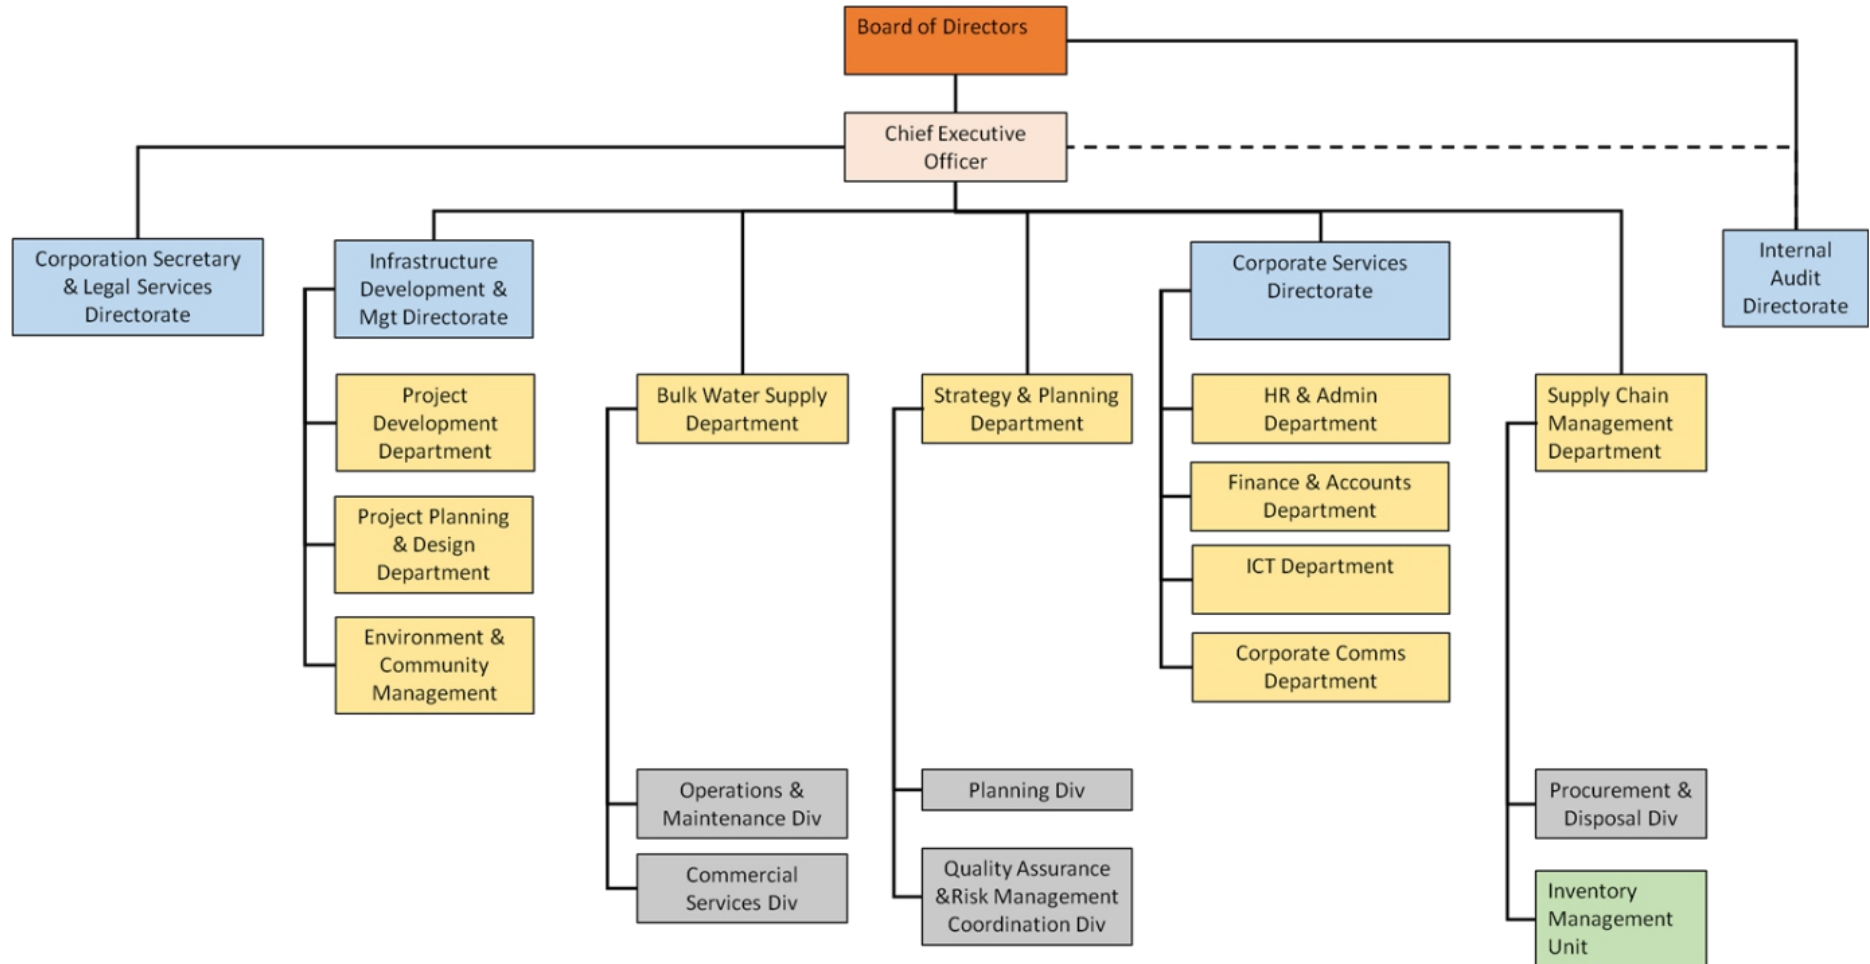 Board of Directors
Chief Executive
Officer
Corporation Secretary
& Legal Services
Directorate
Infrastructure
Development &
Mgt Directorate
Corporate Services
Directorate
Internal
Audit
Directorate
Project
Development
Department
Project Planning
& Design
Department
Environment &
Community
Management
Bulk Water Supply
Department
Operations &
Maintenance Div
Commercial
Services Div
Strategy & Planning
Department
Planning Div
Quality Assurance
&Risk Management
Coordination Div
HR & Admin
Department
Finance & Accounts
Department
ICT Department
Corporate Comms
Department
Supply Chain
Management
Department
Procurement &
Disposal Div
Inventory
Management
Unit